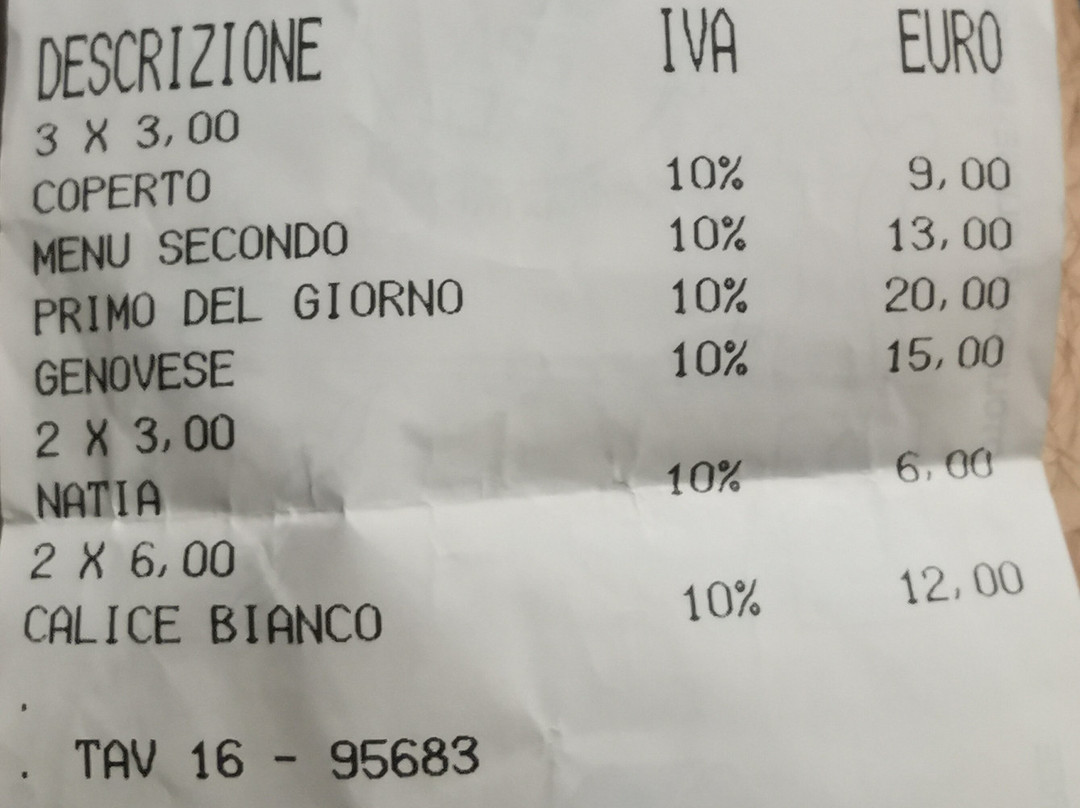 DESCRIZIONE IVA EURO
3 X 3,00
COPERTO 10% 9,00
MENU SECONDO 10% 13,00
PRIMO DEL GIORNO 10% 20,00
GENOVESE 10% 15,00
2 X 3,00
NATIA 10% 6,00
2 X 6,00
CALICE BIANCO 10% 12,00
.
. TAV 16 - 95683